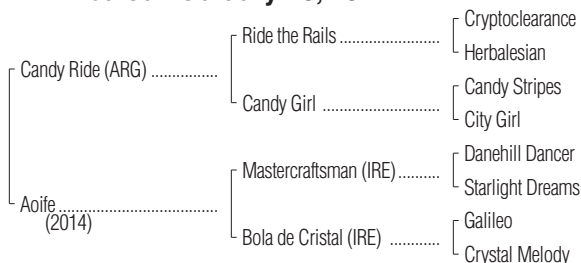 Ride the Rails
Cryptoclearance
Herbalesian
Candy Ride (ARG)
Candy Girl
Candy Stripes
City Girl
Mastercraftsman (IRE)
Danehill Dancer
Starlight Dreams
Aoife
(2014)
Bola de Cristal (IRE)
Galileo
Crystal Melody